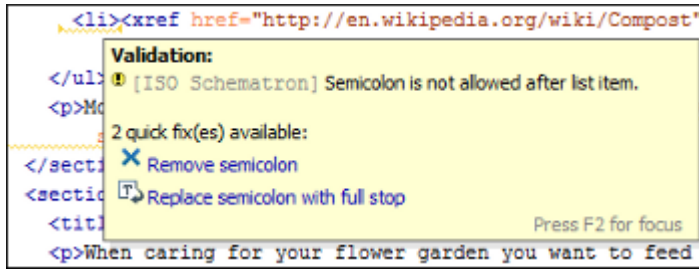 <li><xref href="http://en.wikipedia.org/wiki/Compost"
Validation:
[ISO Schematron] Semicolon is not allowed after list item.
</ul>
<p>Mo
2 quick fix(es) available:
</secti
Remove semicolon
<sectio
Replace semicolon with full stop
<titl
Press F2 for focus
<p>When caring for your flower garden you want to feed